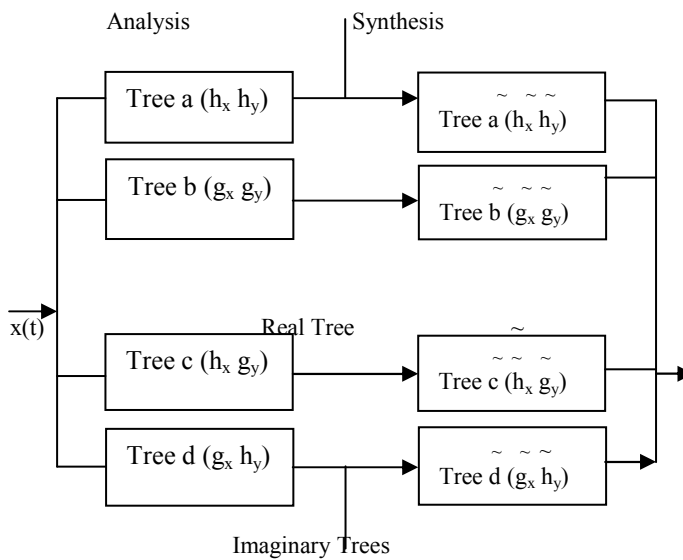 Analysis Synthesis
Tree a (hx hy)
~ ~ ~
Tree a (hx hy)
Tree b (gx gy)
~ ~ ~
Tree b (gx gy)
x(t)
Real Tree
~
Tree c (hx gy)
~ ~ ~
Tree c (hx gy)
Tree d (gx hy)
~ ~ ~
Tree d (gx hy)
Imaginary Trees